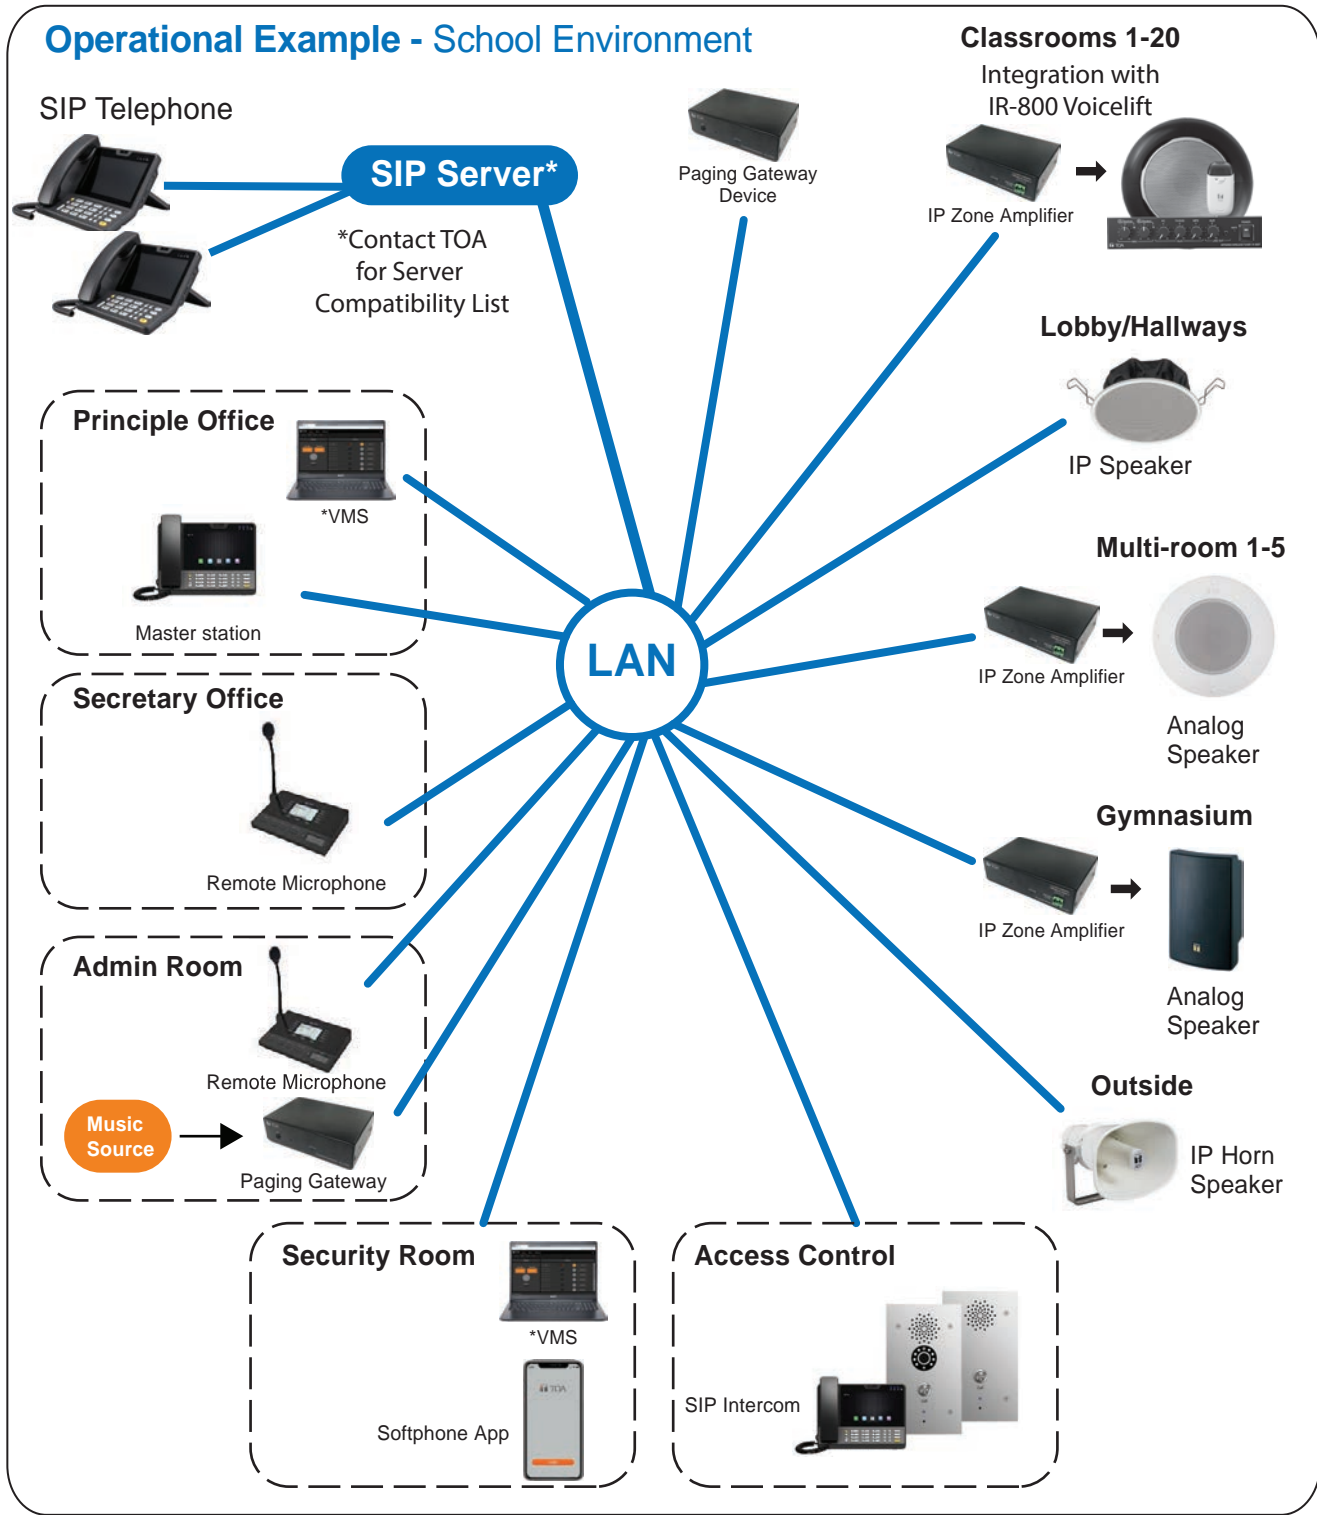 Operational Example - School Environment
SIP Telephone
SIP Server*
*Contact TOA
for Server
Compatibility List
Paging Gateway
Device
Classrooms 1-20
Integration with
IR-800 Voicelift
IP Zone Amplifier
Lobby/Hallways
IP Speaker
Multi-room 1-5
IP Zone Amplifier
Analog
Speaker
Gymnasium
IP Zone Amplifier
Analog
Speaker
Outside
IP Horn
Speaker
LAN
Principle Office
*VMS
Master station
Secretary Office
Remote Microphone
Admin Room
Remote Microphone
Music
Source
Paging Gateway
Security Room
*VMS
TOA
Softphone App
Access Control
SIP Intercom